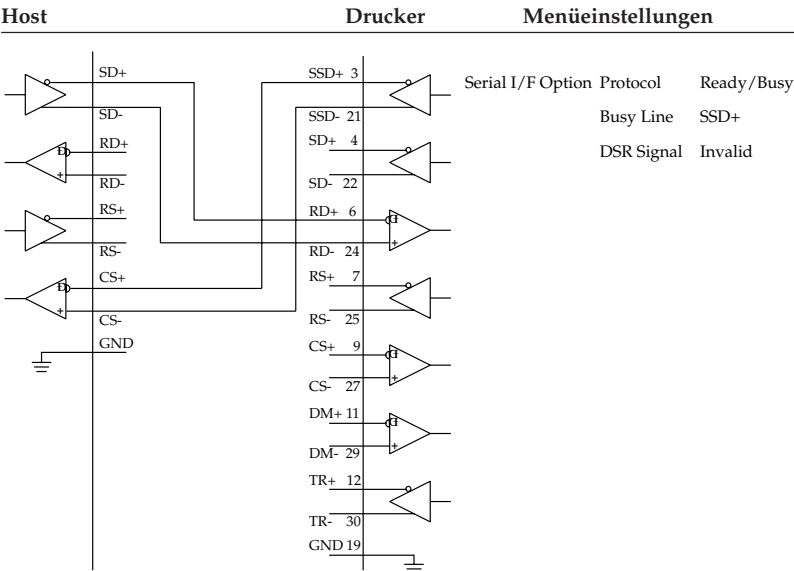 Host Drucker Menüeinstellungen
SD+ SSD+ 3 Serial I/F Option Protocol Ready/Busy
SD- SSD- 21 Busy Line SSD+
RD+ SD+ 4 DSR Signal Invalid
RD- SD- 22
RS+ RD+ 6
RS- RD- 24
CS+ RS+ 7
CS- RS- 25
GND CS+ 9
CS- 27
DM+ 11
DM- 29
TR+ 12
TR- 30
GND 19